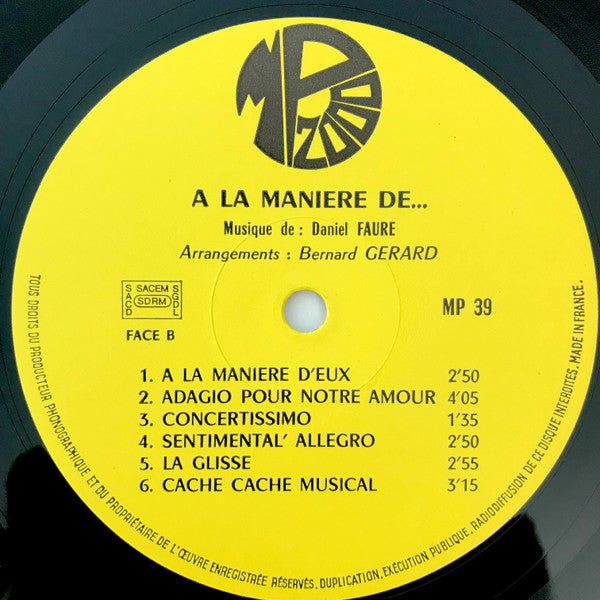 MP 2000
A LA MANIERE DE...
Musique de : Daniel FAURE
Arrangements : Bernard GERARD
SACEM
SACD SDRM SGDL
MP 39
FACE B
1. A LA MANIERE D'EUX 2'50
2. ADAGIO POUR NOTRE AMOUR 4'05
3. CONCERTISSIMO 1'35
4. SENTIMENTAL' ALLEGRO 2'50
5. LA GLISSE 2'55
6. CACHE CACHE MUSICAL 3'15
TOUS DROITS DU PRODUCTEUR PHONOGRAPHIQUE ET DU PROPRIÉTAIRE DE L'ŒUVRE ENREGISTRÉE RÉSERVÉS, DUPLICATION, EXÉCUTION PUBLIQUE, RADIODIFFUSION DE CE DISQUE INTERDITES. MADE IN FRANCE.